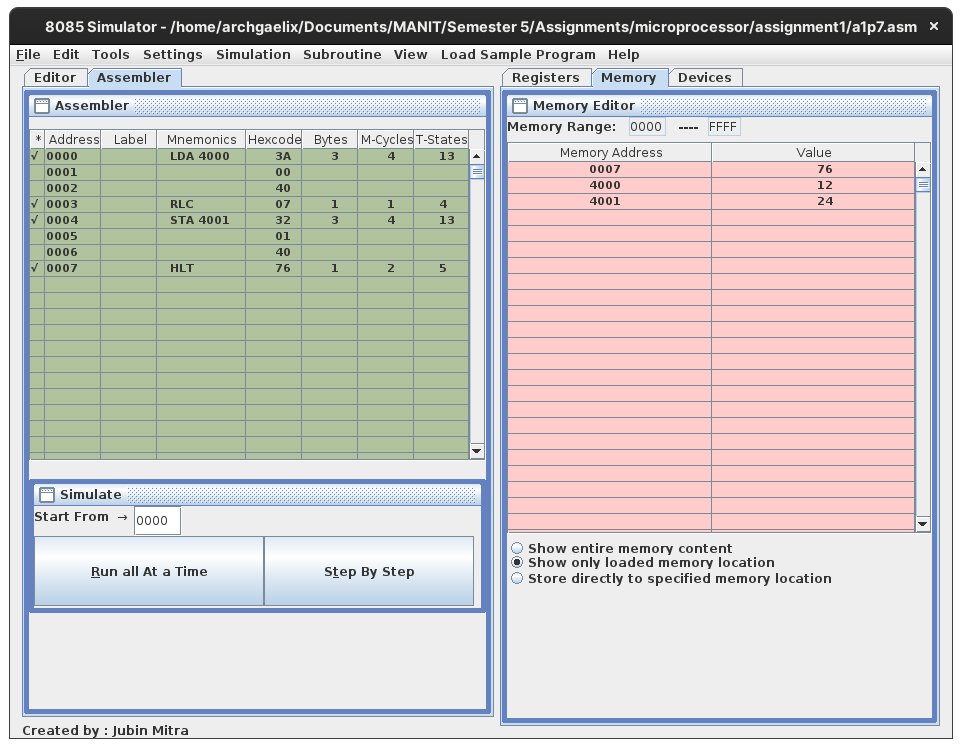 8085 Simulator - /home/archgaelix/Documents/MANIT/Semester 5/Assignments/microprocessor/assignment1/a1p7.asm ×
File Edit Tools Settings Simulation Subroutine View Load Sample Program Help
Editor Assembler
Assembler
* Address Label Mnemonics Hexcode Bytes M-Cycles T-States
√ 0000 LDA 4000 3A 3 4 13
0001 00
0002 40
√ 0003 RLC 07 1 1 4
√ 0004 STA 4001 32 3 4 13
0005 01
0006 40
√ 0007 HLT 76 1 2 5
Simulate
Start From → 0000
Run all At a Time Step By Step
Registers Memory Devices
Memory Editor
Memory Range: 0000 ---- FFFF
Memory Address Value
0007 76
4000 12
4001 24
Show entire memory content
Show only loaded memory location
Store directly to specified memory location
Created by : Jubin Mitra